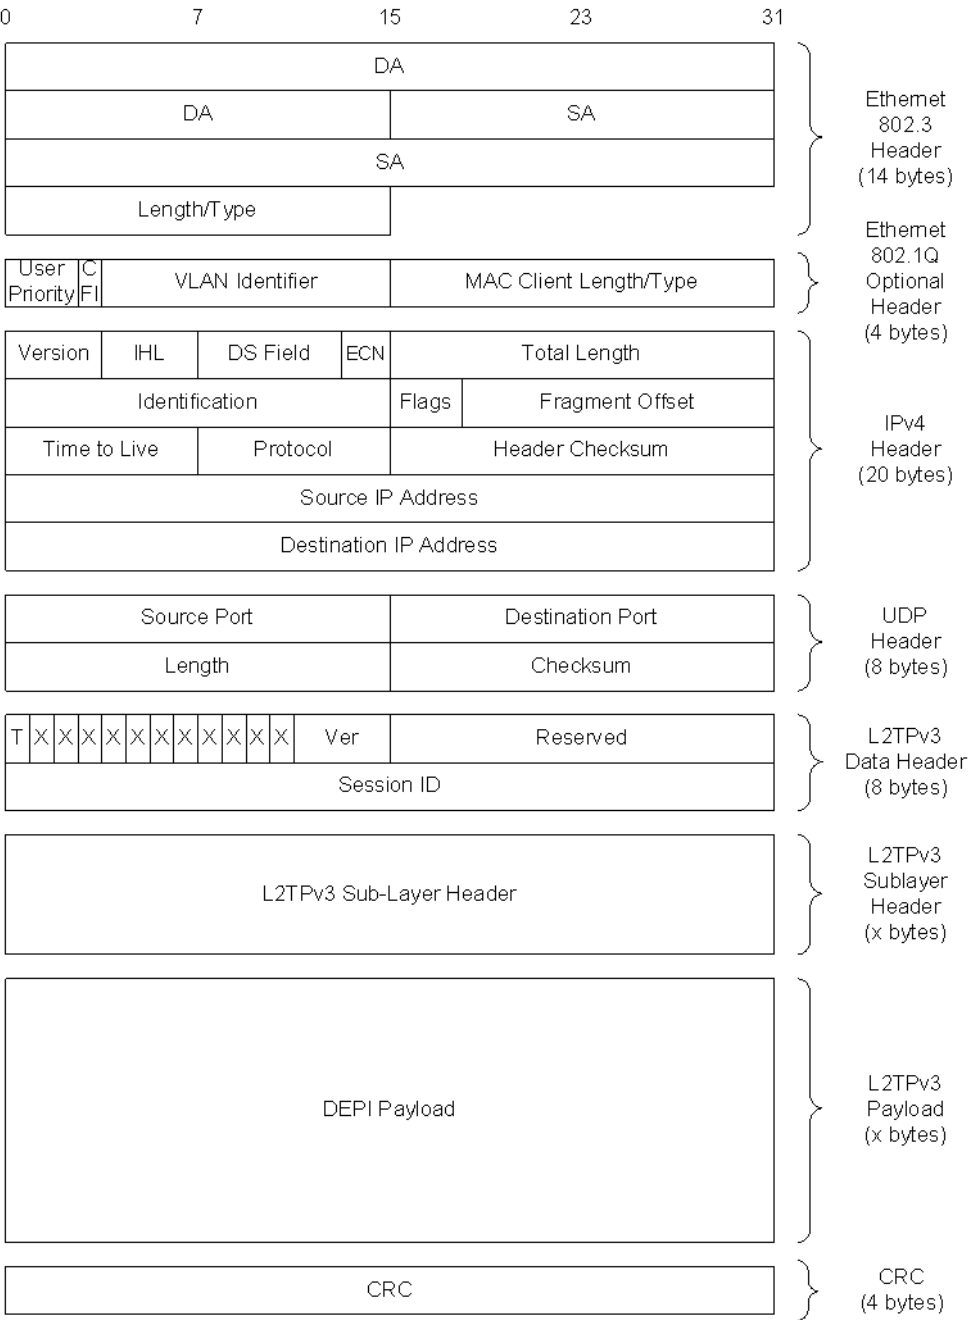 0 7 15 23 31
DA
DA SA
SA
Length/Type
Ethernet
802.3
Header
(14 bytes)
User
Priority
C
FI
VLAN Identifier MAC Client Length/Type
Ethernet
802.1Q
Optional
Header
(4 bytes)
Version IHL DS Field ECN Total Length
Identification Flags Fragment Offset
Time to Live Protocol Header Checksum
Source IP Address
Destination IP Address
IPv4
Header
(20 bytes)
Source Port Destination Port
Length Checksum
UDP
Header
(8 bytes)
T X X X X X X X X X X X Ver Reserved
Session ID
L2TPv3
Data Header
(8 bytes)
L2TPv3 Sub-Layer Header
L2TPv3
Sublayer
Header
(x bytes)
DEPI Payload
L2TPv3
Payload
(x bytes)
CRC
CRC
(4 bytes)